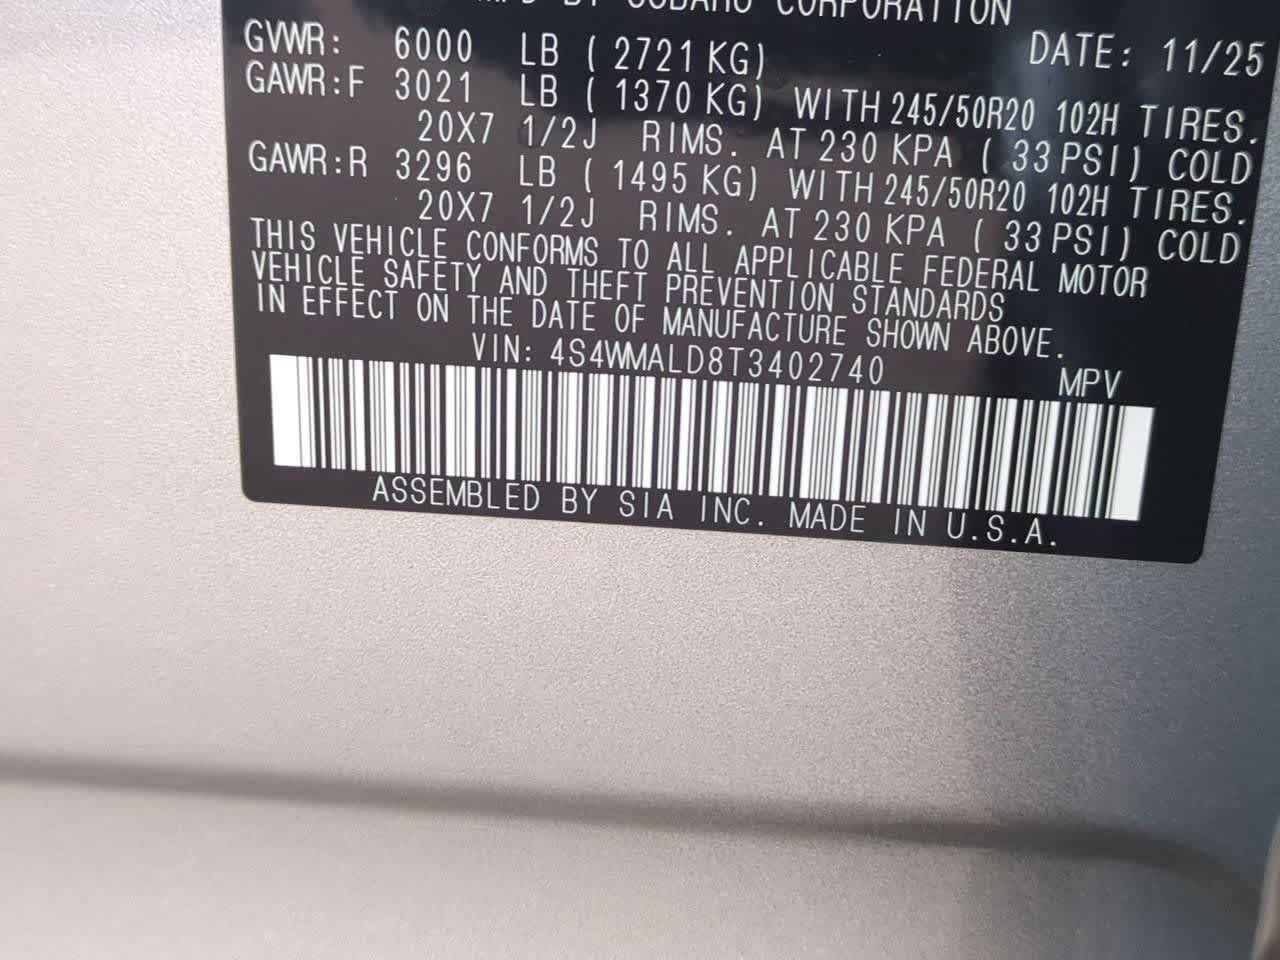 MFD BY SUBARU CORPORATION
GVWR: 6000 LB ( 2721 KG) DATE: 11/25
GAWR:F 3021 LB ( 1370 KG) WITH 245/50R20 102H TIRES.
20X7 1/2J RIMS. AT 230 KPA ( 33 PSI) COLD
GAWR:R 3296 LB ( 1495 KG) WITH 245/50R20 102H TIRES.
20X7 1/2J RIMS. AT 230 KPA ( 33 PSI) COLD
THIS VEHICLE CONFORMS TO ALL APPLICABLE FEDERAL MOTOR
VEHICLE SAFETY AND THEFT PREVENTION STANDARDS
IN EFFECT ON THE DATE OF MANUFACTURE SHOWN ABOVE.
VIN: 4S4WMALD8T3402740 MPV
ASSEMBLED BY SIA INC. MADE IN U.S.A.